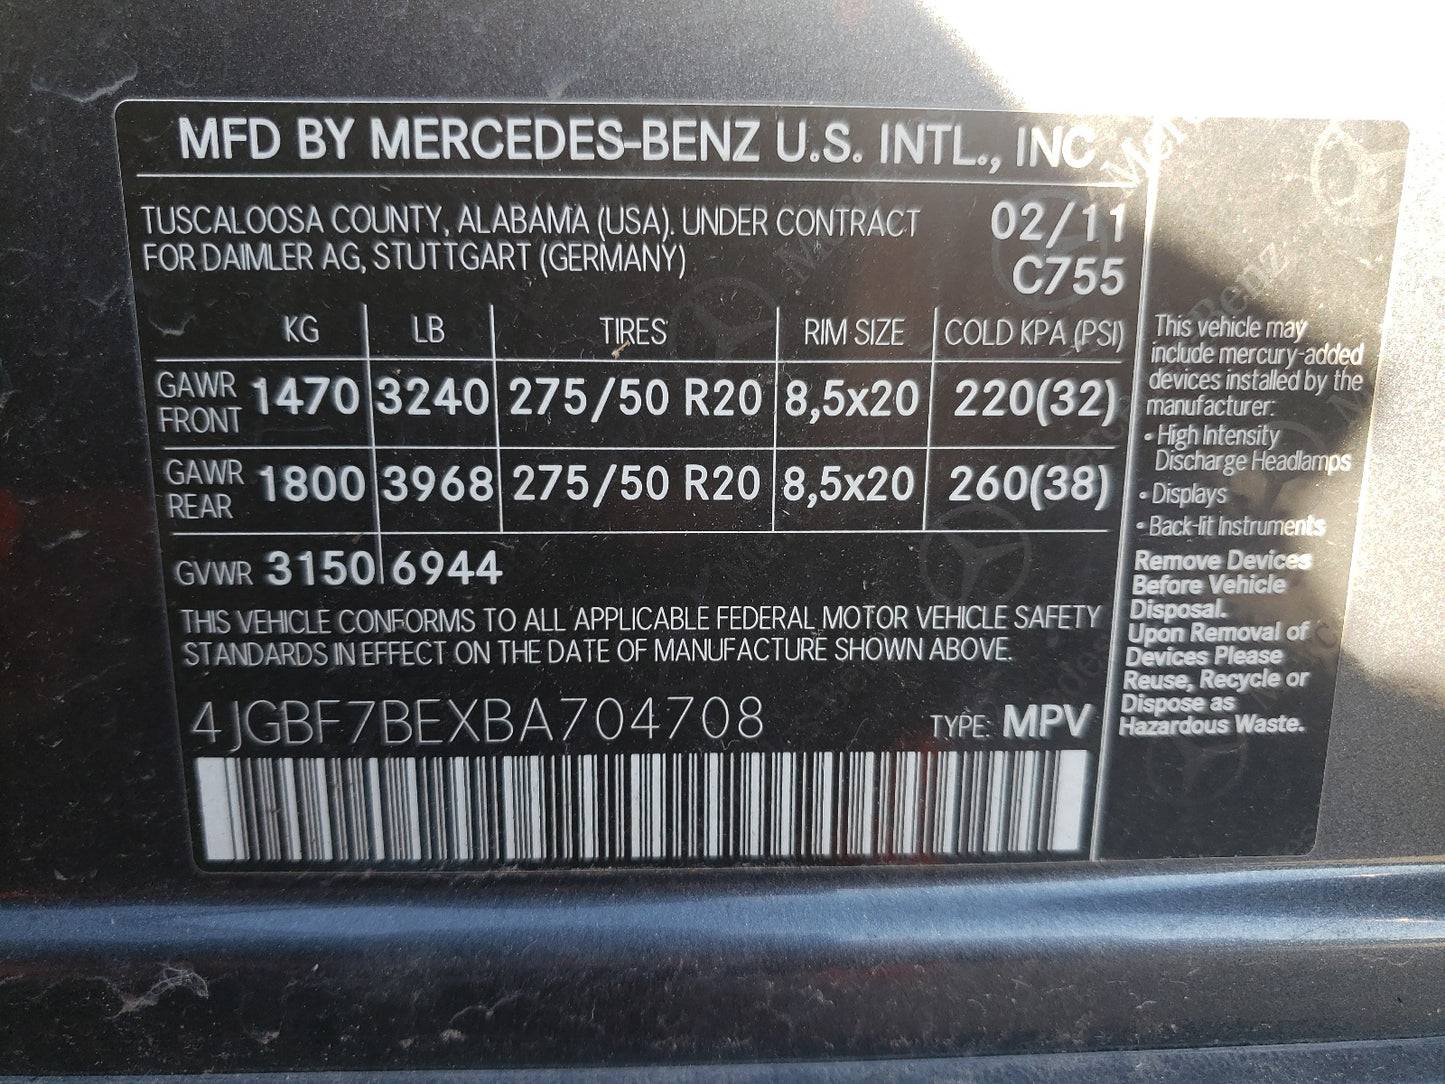 MFD BY MERCEDES-BENZ U.S. INTL., INC
TUSCALOOSA COUNTY, ALABAMA (USA). UNDER CONTRACT 02/11
FOR DAIMLER AG, STUTTGART (GERMANY) C755
KG LB TIRES RIM SIZE COLD KPA (PSI)
GAWR FRONT 1470 3240 275/50 R20 8,5x20 220(32)
GAWR REAR 1800 3968 275/50 R20 8,5x20 260(38)
GVWR 3150 6944
THIS VEHICLE CONFORMS TO ALL APPLICABLE FEDERAL MOTOR VEHICLE SAFETY
STANDARDS IN EFFECT ON THE DATE OF MANUFACTURE SHOWN ABOVE.
4JGBF7BEXBA704708 TYPE: MPV
This vehicle may
include mercury-added
devices installed by the
manufacturer:
• High Intensity
Discharge Headlamps
• Displays
• Back-lit Instruments
Remove Devices
Before Vehicle
Disposal.
Upon Removal of
Devices Please
Reuse, Recycle or
Dispose as
Hazardous Waste.